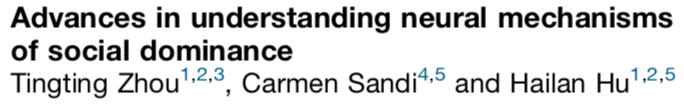 Advances in understanding neural mechanisms
of social dominance
Tingting Zhou1,2,3, Carmen Sandi4,5 and Hailan Hu1,2,5